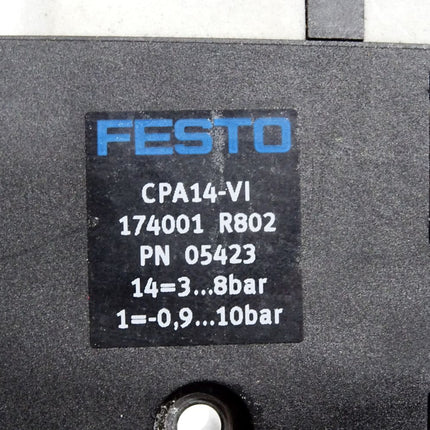 FESTO
CPA14-VI
174001 R802
PN 05423
14=3...8bar
1=-0,9...10bar